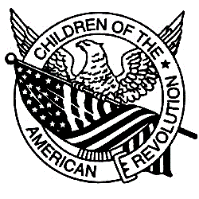 CHILDREN OF THE
AMERICAN REVOLUTION